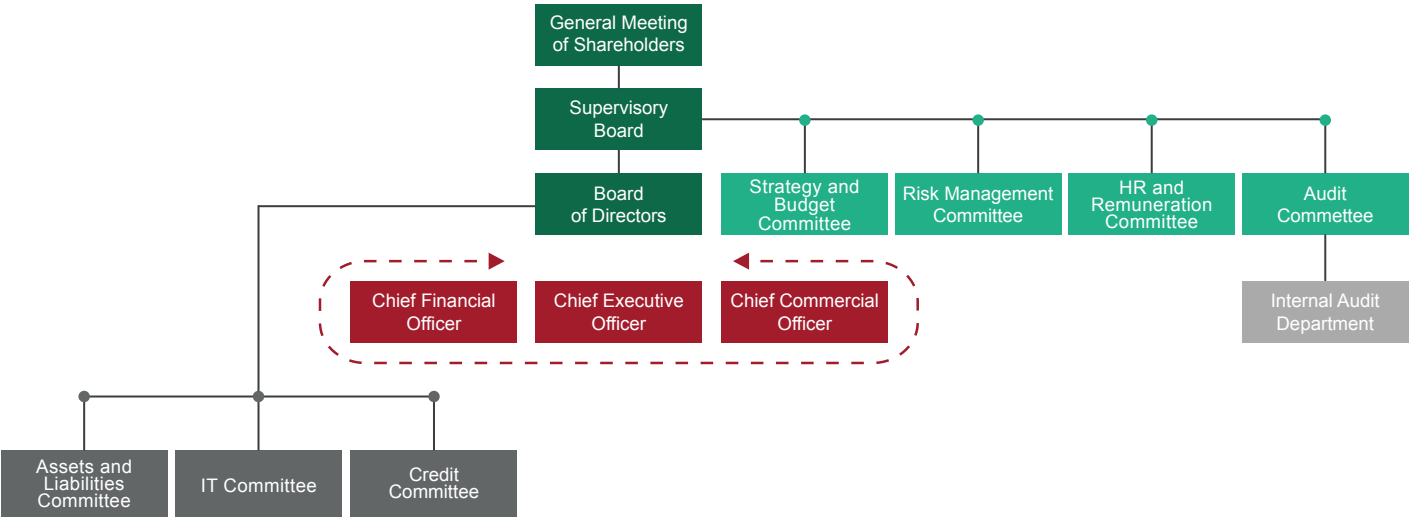 General Meeting
of Shareholders
Supervisory
Board
Board
of Directors
Strategy and
Budget
Committee
Risk Management
Committee
HR and
Remuneration
Committee
Audit
Commettee
Chief Financial
Officer
Chief Executive
Officer
Chief Commercial
Officer
Internal Audit
Department
Assets and
Liabilities
Committee
IT Committee
Credit
Committee